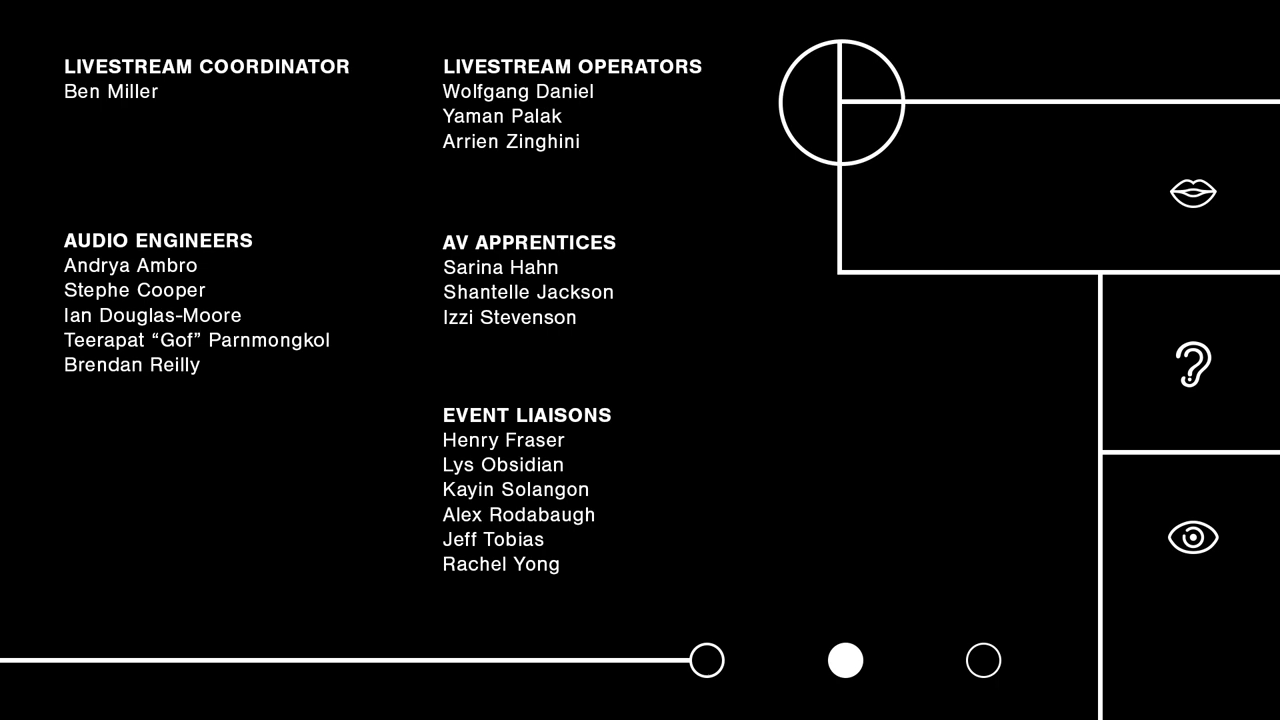 LIVESTREAM COORDINATOR
Ben Miller
LIVESTREAM OPERATORS
Wolfgang Daniel
Yaman Palak
Arrien Zinghini
AUDIO ENGINEERS
Andrya Ambro
Stephe Cooper
Ian Douglas-Moore
Teerapat “Gof” Parnmongkol
Brendan Reilly
AV APPRENTICES
Sarina Hahn
Shantelle Jackson
Izzi Stevenson
EVENT LIAISONS
Henry Fraser
Lys Obsidian
Kayin Solangon
Alex Rodabaugh
Jeff Tobias
Rachel Yong